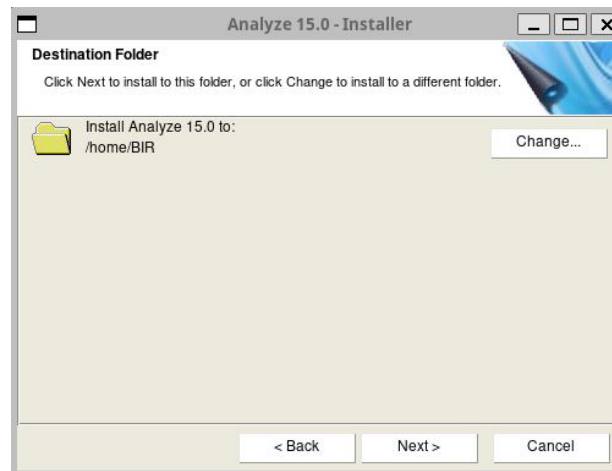 Analyze 15.0 - Installer
Destination Folder
Click Next to install to this folder, or click Change to install to a different folder.
Install Analyze 15.0 to:
/home/BIR
Change...
< Back
Next >
Cancel